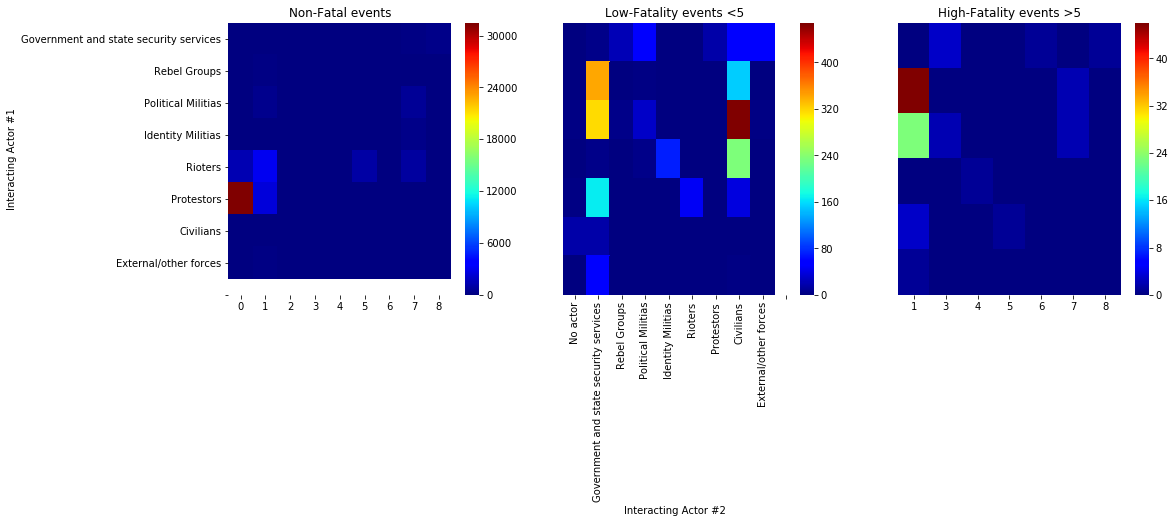 Non-Fatal events
Low-Fatality events <5
High-Fatality events >5
Interacting Actor #1
Government and state security services
Rebel Groups
Political Militias
Identity Militias
Rioters
Protestors
Civilians
External/other forces
0 1 2 3 4 5 6 7 8
30000
24000
18000
12000
6000
0
No actor
Government and state security services
Rebel Groups
Political Militias
Identity Militias
Rioters
Protestors
Civilians
External/other forces
400
320
240
160
80
0
Interacting Actor #2
1 3 4 5 6 7 8
40
32
24
16
8
0